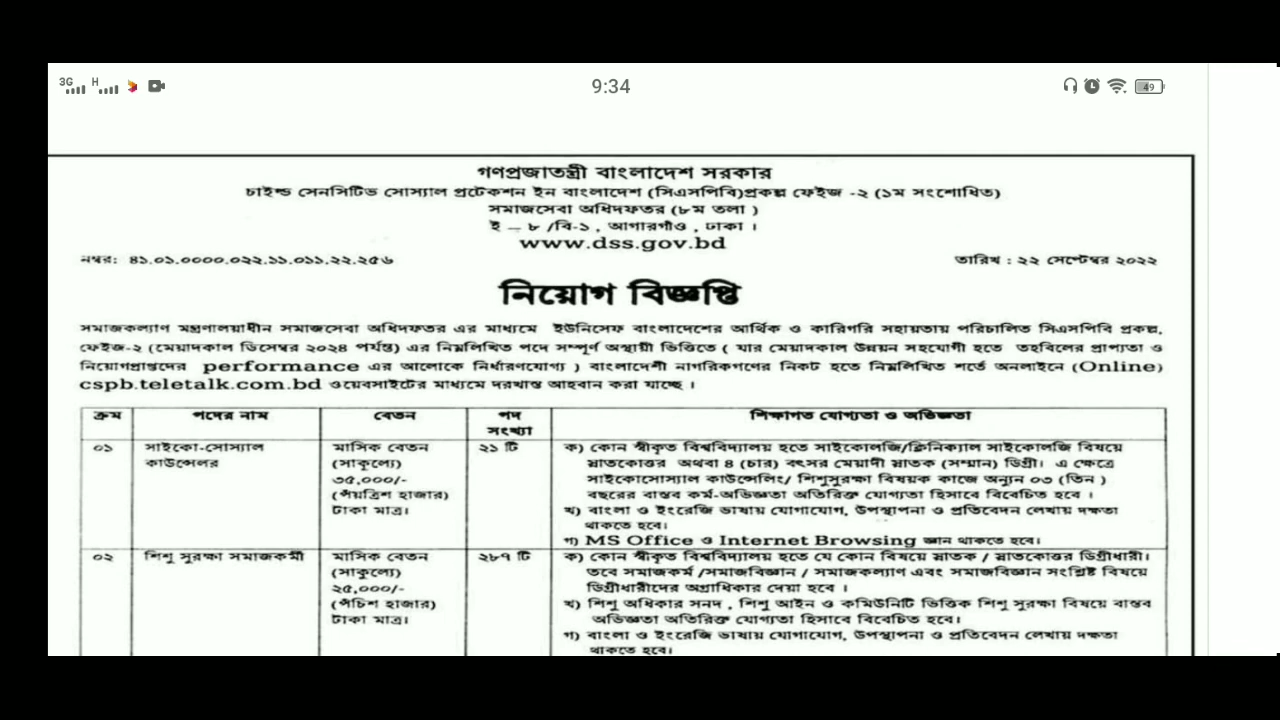 3G H 9:34 49
গণপ্রজাতন্ত্রী বাংলাদেশ সরকার
চাইল্ড সেনসিটিভ সোস্যাল প্রটেকশন ইন বাংলাদেশ (সিএসপিবি)প্রকল্প ফেইজ -২ (১ম সংশোধিত)
সমাজসেবা অধিদফতর (৮ম তলা )
ই – ৮ /বি-১ , আগারগাঁও , ঢাকা ।
www.dss.gov.bd
নম্বর: ৪১.০১.০০০০.০২২.১১.০১১.২২.২৫৬ তারিখ : ২২ সেপ্টেম্বর ২০২২
নিয়োগ বিজ্ঞপ্তি
সমাজকল্যাণ মন্ত্রণালয়াধীন সমাজসেবা অধিদফতর এর মাধ্যমে ইউনিসেফ বাংলাদেশের আর্থিক ও কারিগরি সহায়তায় পরিচালিত সিএসপিবি প্রকল্প,
ফেইজ-২ (মেয়াদকাল ডিসেম্বর ২০২৪ পর্যন্ত) এর নিম্নলিখিত পদে সম্পূর্ণ অস্থায়ী ভিত্তিতে ( যার মেয়াদকাল উন্নয়ন সহযোগী হতে তহবিলের প্রাপ্যতা ও
নিয়োগপ্রাপ্তদের performance এর আলোকে নির্ধারণযোগ্য ) বাংলাদেশী নাগরিকগণের নিকট হতে নিম্নলিখিত শর্তে অনলাইনে (Online)
cspb.teletalk.com.bd ওয়েবসাইটের মাধ্যমে দরখাস্ত আহবান করা যাচ্ছে ।
ক্রম পদের নাম বেতন পদ সংখ্যা শিক্ষাগত যোগ্যতা ও অভিজ্ঞতা
০১ সাইকো-সোস্যাল কাউন্সেলর
মাসিক বেতন
(সাকুল্যে)
৩৫,০০০/-
(পঁয়ত্রিশ হাজার)
টাকা মাত্র।
২১ টি
ক) কোন স্বীকৃত বিশ্ববিদ্যালয় হতে সাইকোলজি/ক্লিনিক্যাল সাইকোলজি বিষয়ে
স্নাতকোত্তর অথবা ৪ (চার) বৎসর মেয়াদী স্নাতক (সম্মান) ডিগ্রী। এ ক্ষেত্রে
সাইকোসোস্যাল কাউন্সেলিং/ শিশুসুরক্ষা বিষয়ক কাজে অন্যুন ০৩ (তিন )
বছরের বাস্তব কর্ম-অভিজ্ঞতা অতিরিক্ত যোগ্যতা হিসাবে বিবেচিত হবে ।
খ) বাংলা ও ইংরেজি ভাষায় যোগাযোগ, উপস্থাপনা ও প্রতিবেদন লেখায় দক্ষতা
থাকতে হবে।
গ) MS Office ও Internet Browsing জ্ঞান থাকতে হবে।
০২ শিশু সুরক্ষা সমাজকর্মী
মাসিক বেতন
(সাকুল্যে)
২৫,০০০/-
(পঁচিশ হাজার)
টাকা মাত্র।
২৮৭ টি
ক) কোন স্বীকৃত বিশ্ববিদ্যালয় হতে যে কোন বিষয়ে স্নাতক / স্নাতকোত্তর ডিগ্রীধারী।
তবে সমাজকর্ম /সমাজবিজ্ঞান / সমাজকল্যাণ এবং সমাজবিজ্ঞান সংশ্লিষ্ট বিষয়ে
ডিগ্রীধারীদের অগ্রাধিকার দেয়া হবে ।
খ) শিশু অধিকার সনদ , শিশু আইন ও কমিউনিটি ভিত্তিক শিশু সুরক্ষা বিষয়ে বাস্তব
অভিজ্ঞতা অতিরিক্ত যোগ্যতা হিসাবে বিবেচিত হবে।
গ) বাংলা ও ইংরেজি ভাষায় যোগাযোগ, উপস্থাপনা ও প্রতিবেদন লেখায় দক্ষতা
থাকতে হবে।